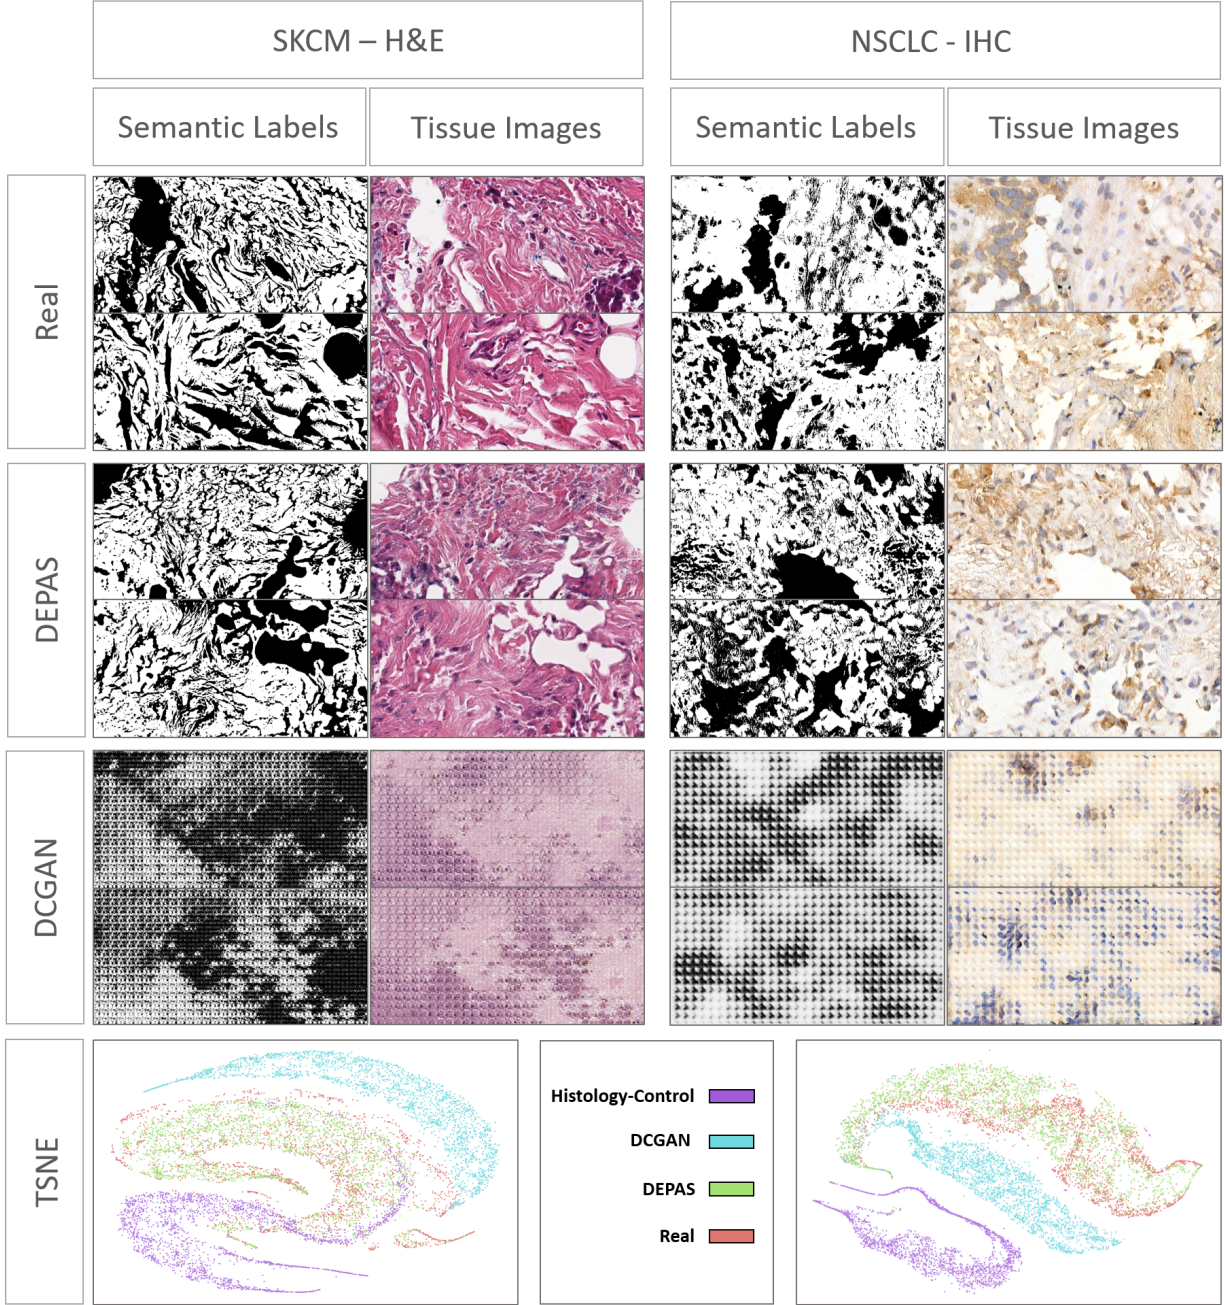 SKCM – H&E
NSCLC - IHC
Semantic Labels
Tissue Images
Semantic Labels
Tissue Images
Real
DEPAS
DCGAN
TSNE
Histology-Control
DCGAN
DEPAS
Real